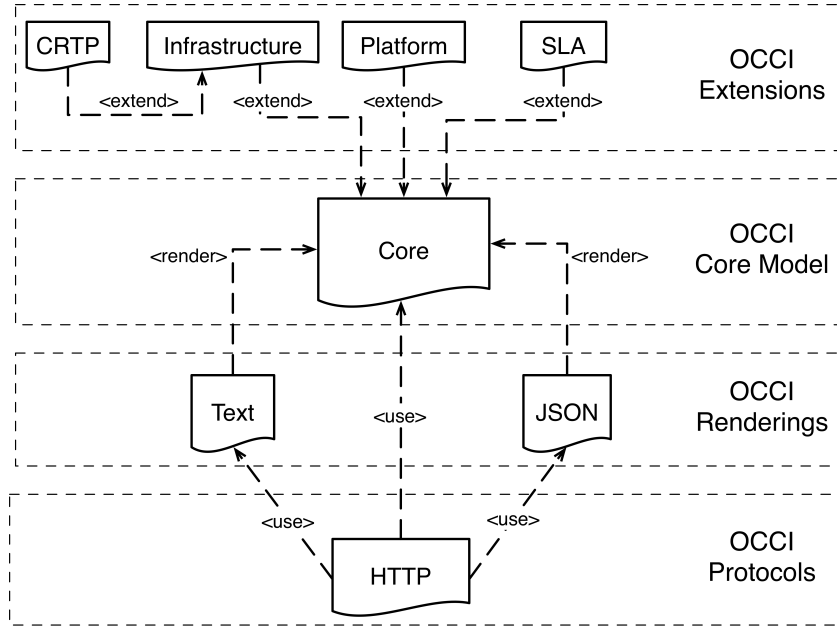 CRTP
Infrastructure
Platform
SLA
OCCI
Extensions
<extend>
<extend>
<extend>
<extend>
Core
OCCI
Core Model
<render>
<render>
Text
<use>
JSON
OCCI
Renderings
<use>
<use>
HTTP
OCCI
Protocols